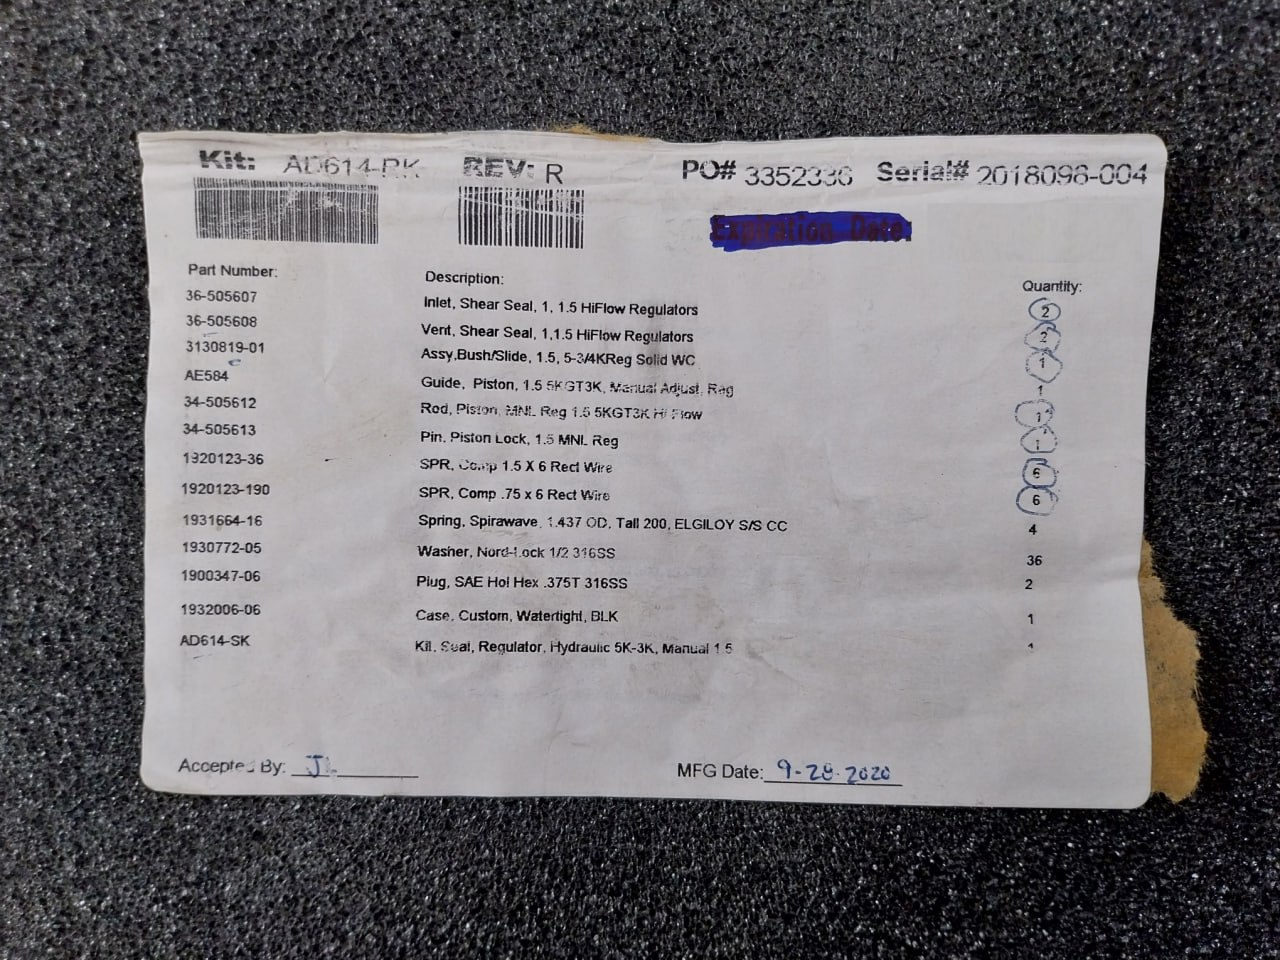 Kit: AD614-RK REV: R PO# 3352336 Serial# 2018098-004
Expiration Date:
Part Number: Description: Quantity:
36-505607 Inlet, Shear Seal, 1, 1.5 HiFlow Regulators 2
36-505608 Vent, Shear Seal, 1,1.5 HiFlow Regulators 2
3130819-01 Assy,Bush/Slide, 1.5, 5-3/4KReg Solid WC 1
AE584 Guide, Piston, 1.5 5KGT3K, Manual Adjust, Reg 1
34-505612 Rod, Piston, MNL Reg 1.5 5KGT3K Hi Flow 1
34-505613 Pin, Piston Lock, 1.5 MNL Reg 1
1920123-36 SPR, Comp 1.5 X 6 Rect Wire 6
1920123-190 SPR, Comp .75 x 6 Rect Wire 6
1931664-16 Spring, Spirawave, 1.437 OD, Tall 200, ELGILOY S/S CC 4
1930772-05 Washer, Nord-Lock 1/2 316SS 36
1900347-06 Plug, SAE Hol Hex .375T 316SS 2
1932006-06 Case, Custom, Watertight, BLK 1
AD614-SK Kit, Seal, Regulator, Hydraulic 5K-3K, Manual 1.5 1
Accepted By: JL MFG Date: 9-28-2020